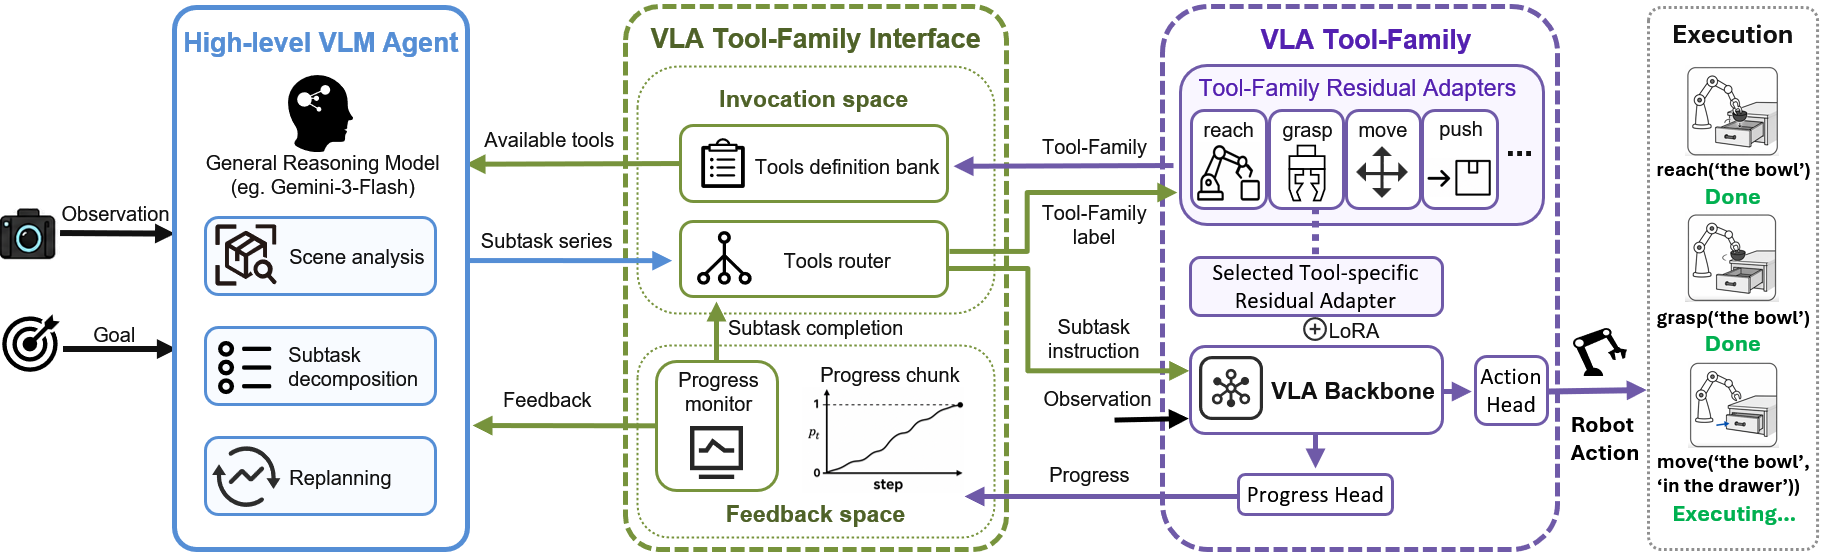 High-level VLM Agent
General Reasoning Model
(eg. Gemini-3-Flash)
Observation
Goal
Scene analysis
Subtask
decomposition
Replanning
Available tools
Subtask series
Feedback
VLA Tool-Family Interface
Invocation space
Tools definition bank
Tools router
Subtask completion
Progress
monitor
Progress chunk
1
pt
0
step
Feedback space
Tool-Family
Tool-Family
label
Subtask
instruction
Observation
Progress
VLA Tool-Family
Tool-Family Residual Adapters
reach
grasp
move
push
...
Selected Tool-specific
Residual Adapter
LoRA
VLA Backbone
Action
Head
Progress Head
Robot
Action
Execution
reach(‘the bowl’)
Done
grasp(‘the bowl’)
Done
move(‘the bowl’,
‘in the drawer’))
Executing...